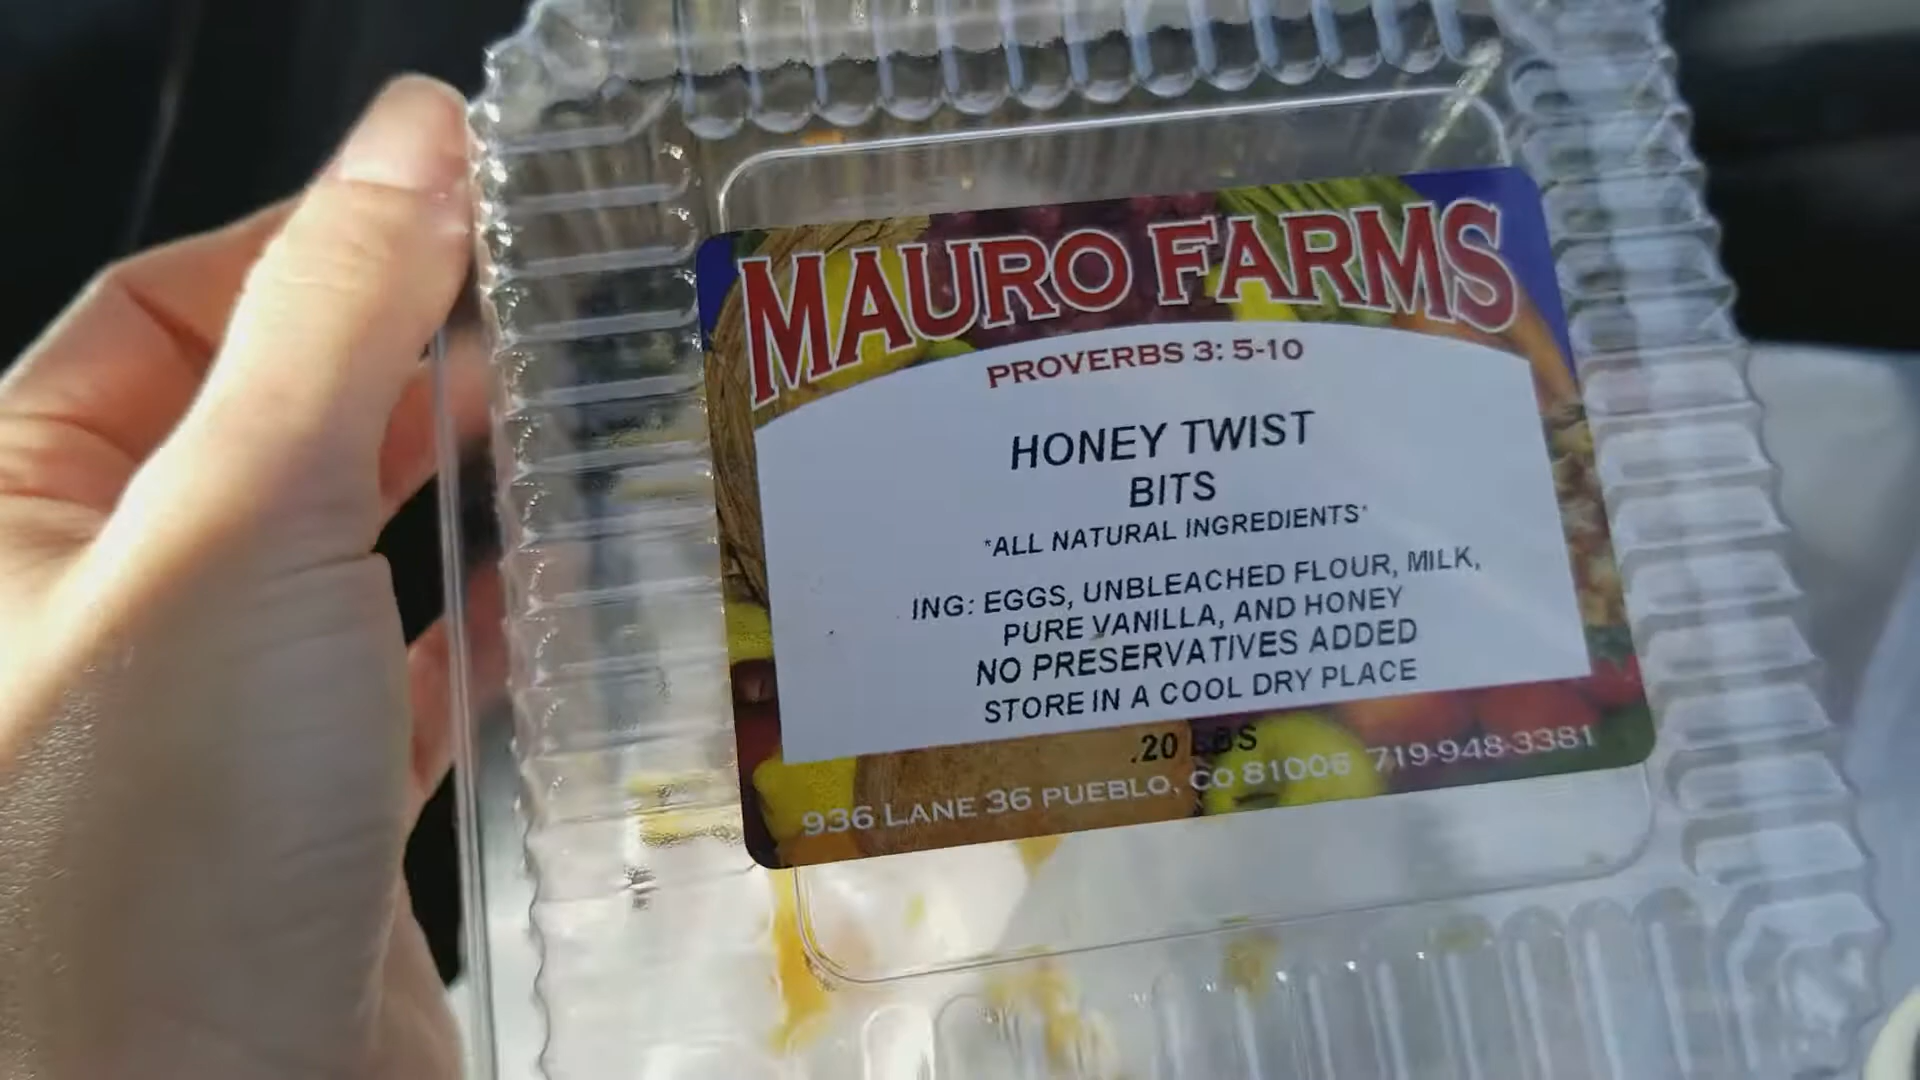 MAURO FARMS
PROVERBS 3: 5-10
HONEY TWIST
BITS
*ALL NATURAL INGREDIENTS*
ING: EGGS, UNBLEACHED FLOUR, MILK,
PURE VANILLA, AND HONEY
NO PRESERVATIVES ADDED
STORE IN A COOL DRY PLACE
.20 LBS
936 LANE 36 PUEBLO, CO 81006 719-948-3381